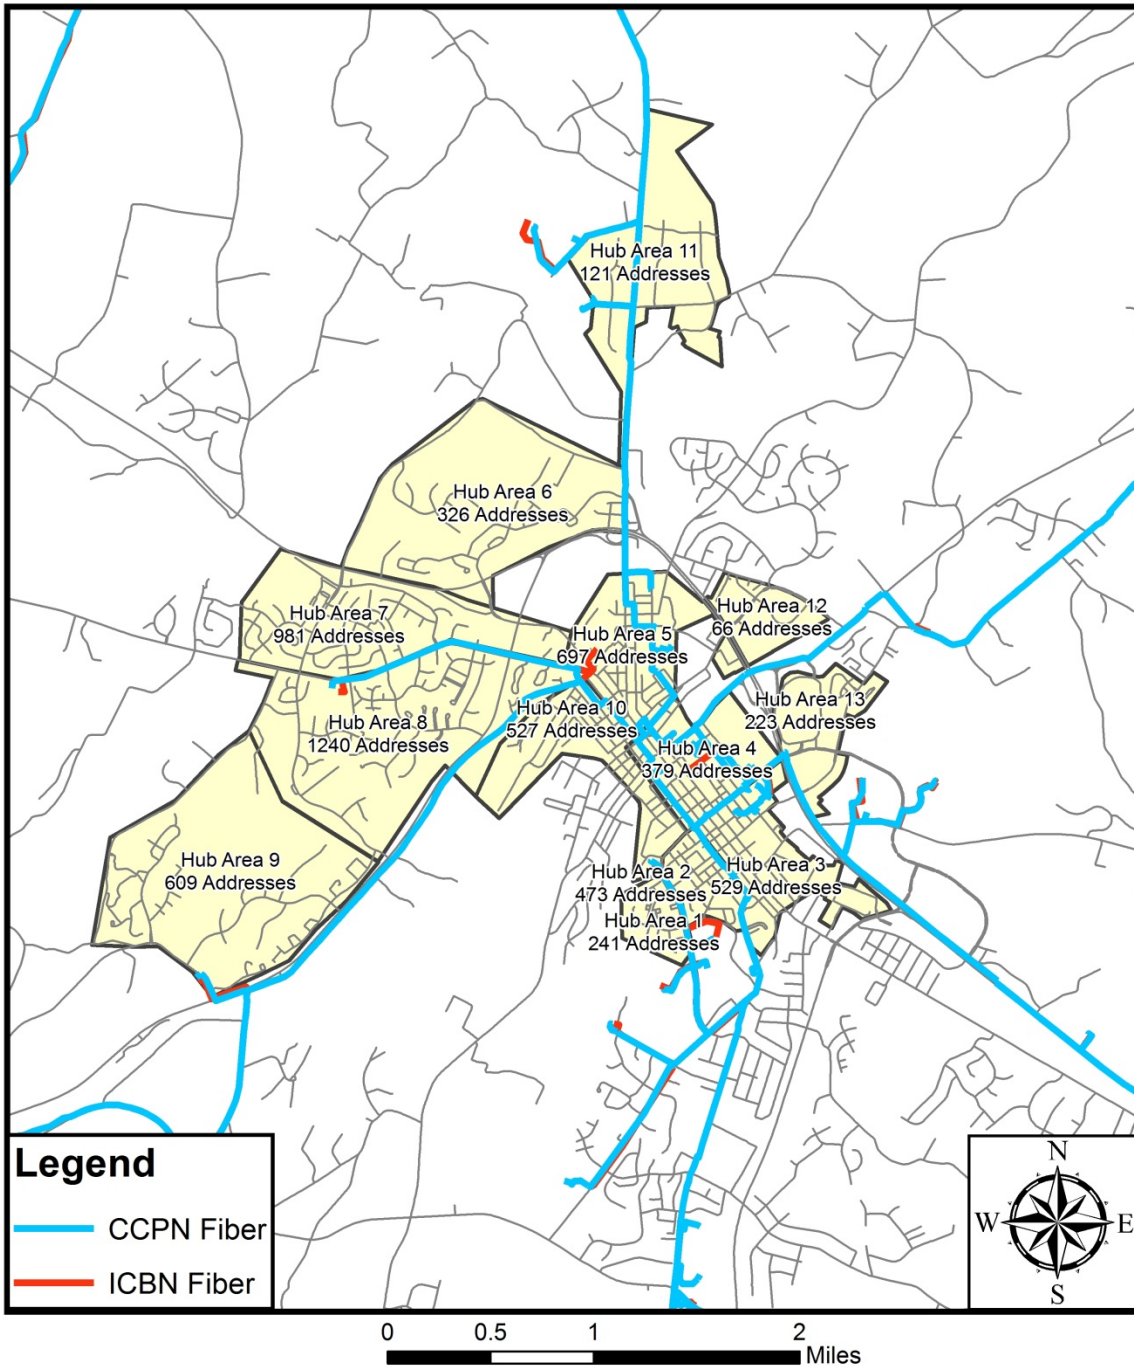 Hub Area 11
121 Addresses
Hub Area 6
326 Addresses
Hub Area 7
981 Addresses
Hub Area 12
66 Addresses
Hub Area 5
697 Addresses
Hub Area 13
223 Addresses
Hub Area 10
527 Addresses
Hub Area 8
1240 Addresses
Hub Area 4
379 Addresses
Hub Area 9
609 Addresses
Hub Area 2
473 Addresses
Hub Area 3
529 Addresses
Hub Area 1
241 Addresses
Legend
CCPN Fiber
ICBN Fiber
N
W E
S
0 0.5 1 2
Miles